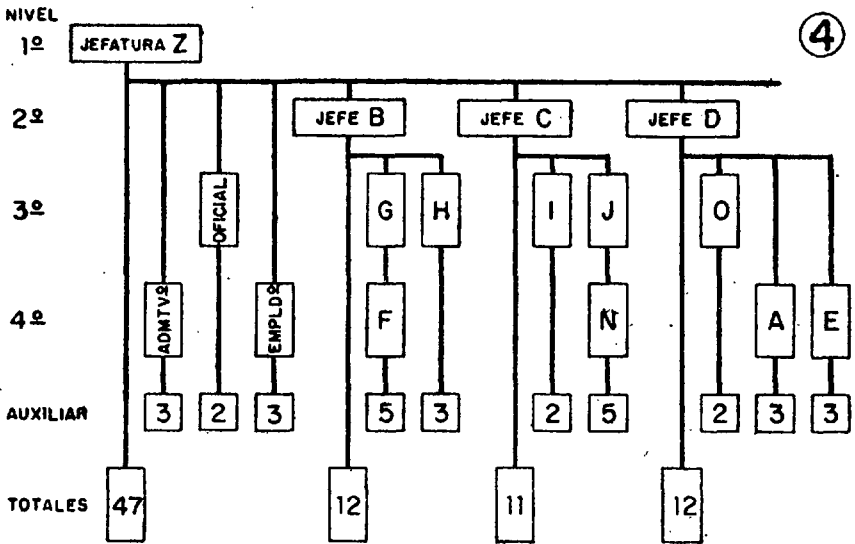 NIVEL
1º JEFATURA Z 4
2º JEFE B JEFE C JEFE D
3º OFICIAL G H I J O
4º ADMTVº EMPLDº F N A E
AUXILIAR 3 2 3 5 3 2 5 2 3 3
TOTALES 47 12 11 12